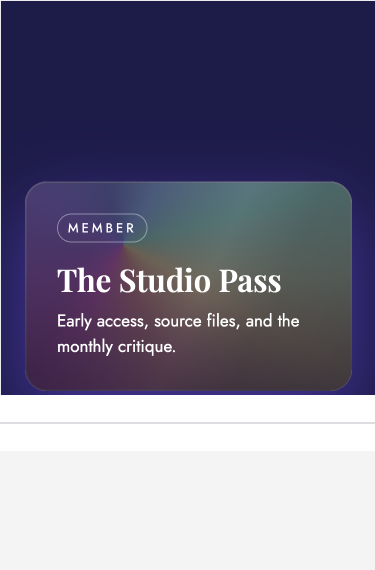 MEMBER
The Studio Pass
Early access, source files, and the
monthly critique.